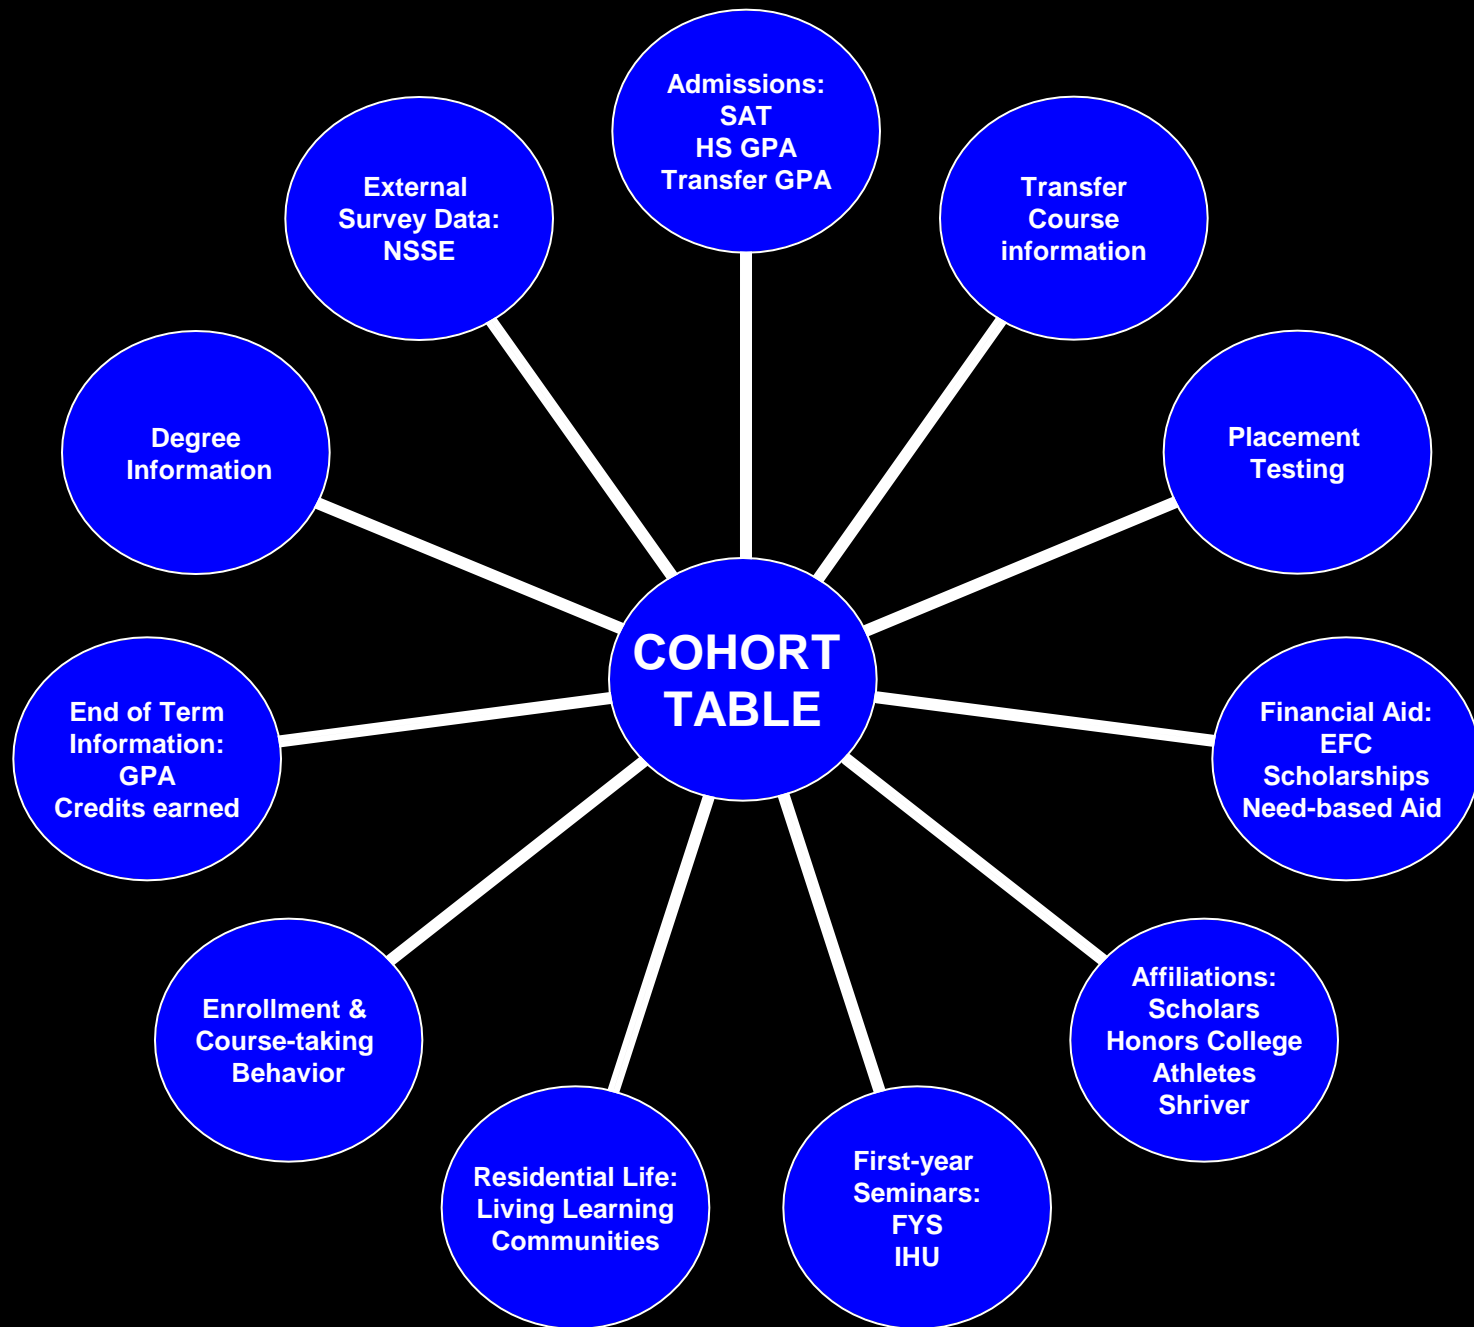 Admissions:
SAT
HS GPA
Transfer GPA
Transfer
Course
information
Placement
Testing
Financial Aid:
EFC
Scholarships
Need-based Aid
Affiliations:
Scholars
Honors College
Athletes
Shriver
First-year
Seminars:
FYS
IHU
Residential Life:
Living Learning
Communities
Enrollment &
Course-taking
Behavior
End of Term
Information:
GPA
Credits earned
Degree
Information
External
Survey Data:
NSSE
COHORT
TABLE